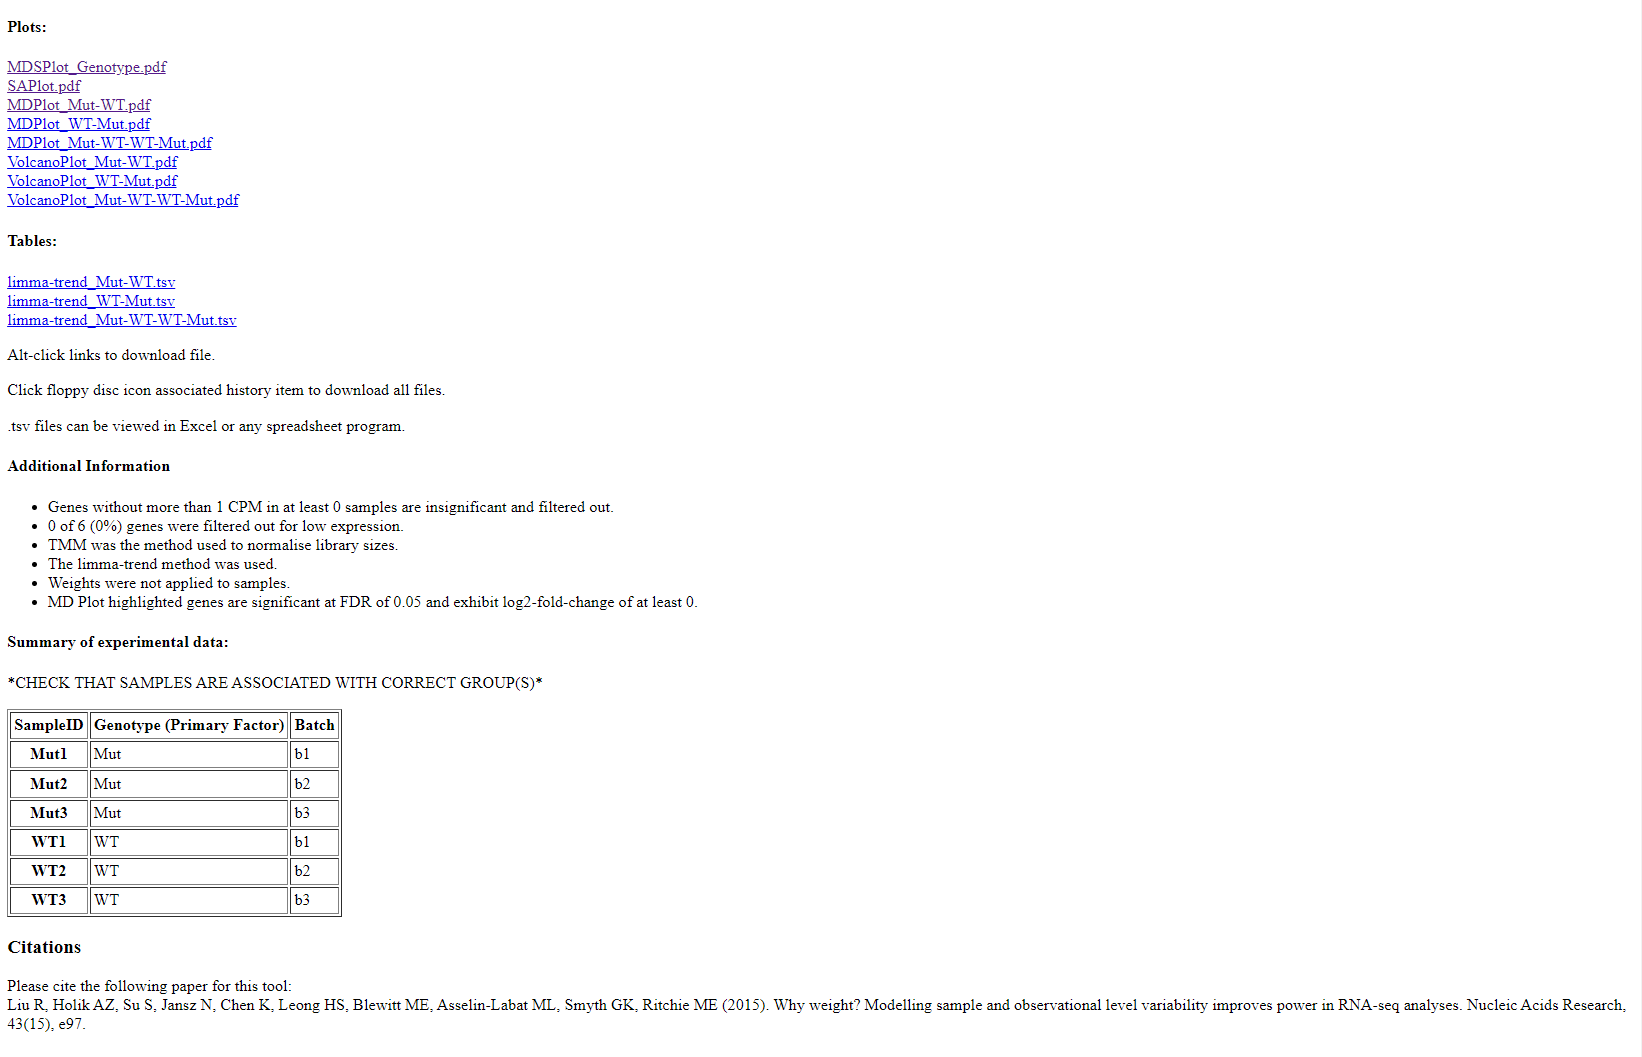 Plots:
MDSPlot_Genotype.pdf
SAPlot.pdf
MDPlot_Mut-WT.pdf
MDPlot_WT-Mut.pdf
MDPlot_Mut-WT-WT-Mut.pdf
VolcanoPlot_Mut-WT.pdf
VolcanoPlot_WT-Mut.pdf
VolcanoPlot_Mut-WT-WT-Mut.pdf
Tables:
limma-trend_Mut-WT.tsv
limma-trend_WT-Mut.tsv
limma-trend_Mut-WT-WT-Mut.tsv
Alt-click links to download file.
Click floppy disc icon associated history item to download all files.
.tsv files can be viewed in Excel or any spreadsheet program.
Additional Information
• Genes without more than 1 CPM in at least 0 samples are insignificant and filtered out.
• 0 of 6 (0%) genes were filtered out for low expression.
• TMM was the method used to normalise library sizes.
• The limma-trend method was used.
• Weights were not applied to samples.
• MD Plot highlighted genes are significant at FDR of 0.05 and exhibit log2-fold-change of at least 0.
Summary of experimental data:
*CHECK THAT SAMPLES ARE ASSOCIATED WITH CORRECT GROUP(S)*
SampleID Genotype (Primary Factor) Batch
Mut1 Mut b1
Mut2 Mut b2
Mut3 Mut b3
WT1 WT b1
WT2 WT b2
WT3 WT b3
Citations
Please cite the following paper for this tool:
Liu R, Holik AZ, Su S, Jansz N, Chen K, Leong HS, Blewitt ME, Asselin-Labat ML, Smyth GK, Ritchie ME (2015). Why weight? Modelling sample and observational level variability improves power in RNA-seq analyses. Nucleic Acids Research,
43(15), e97.